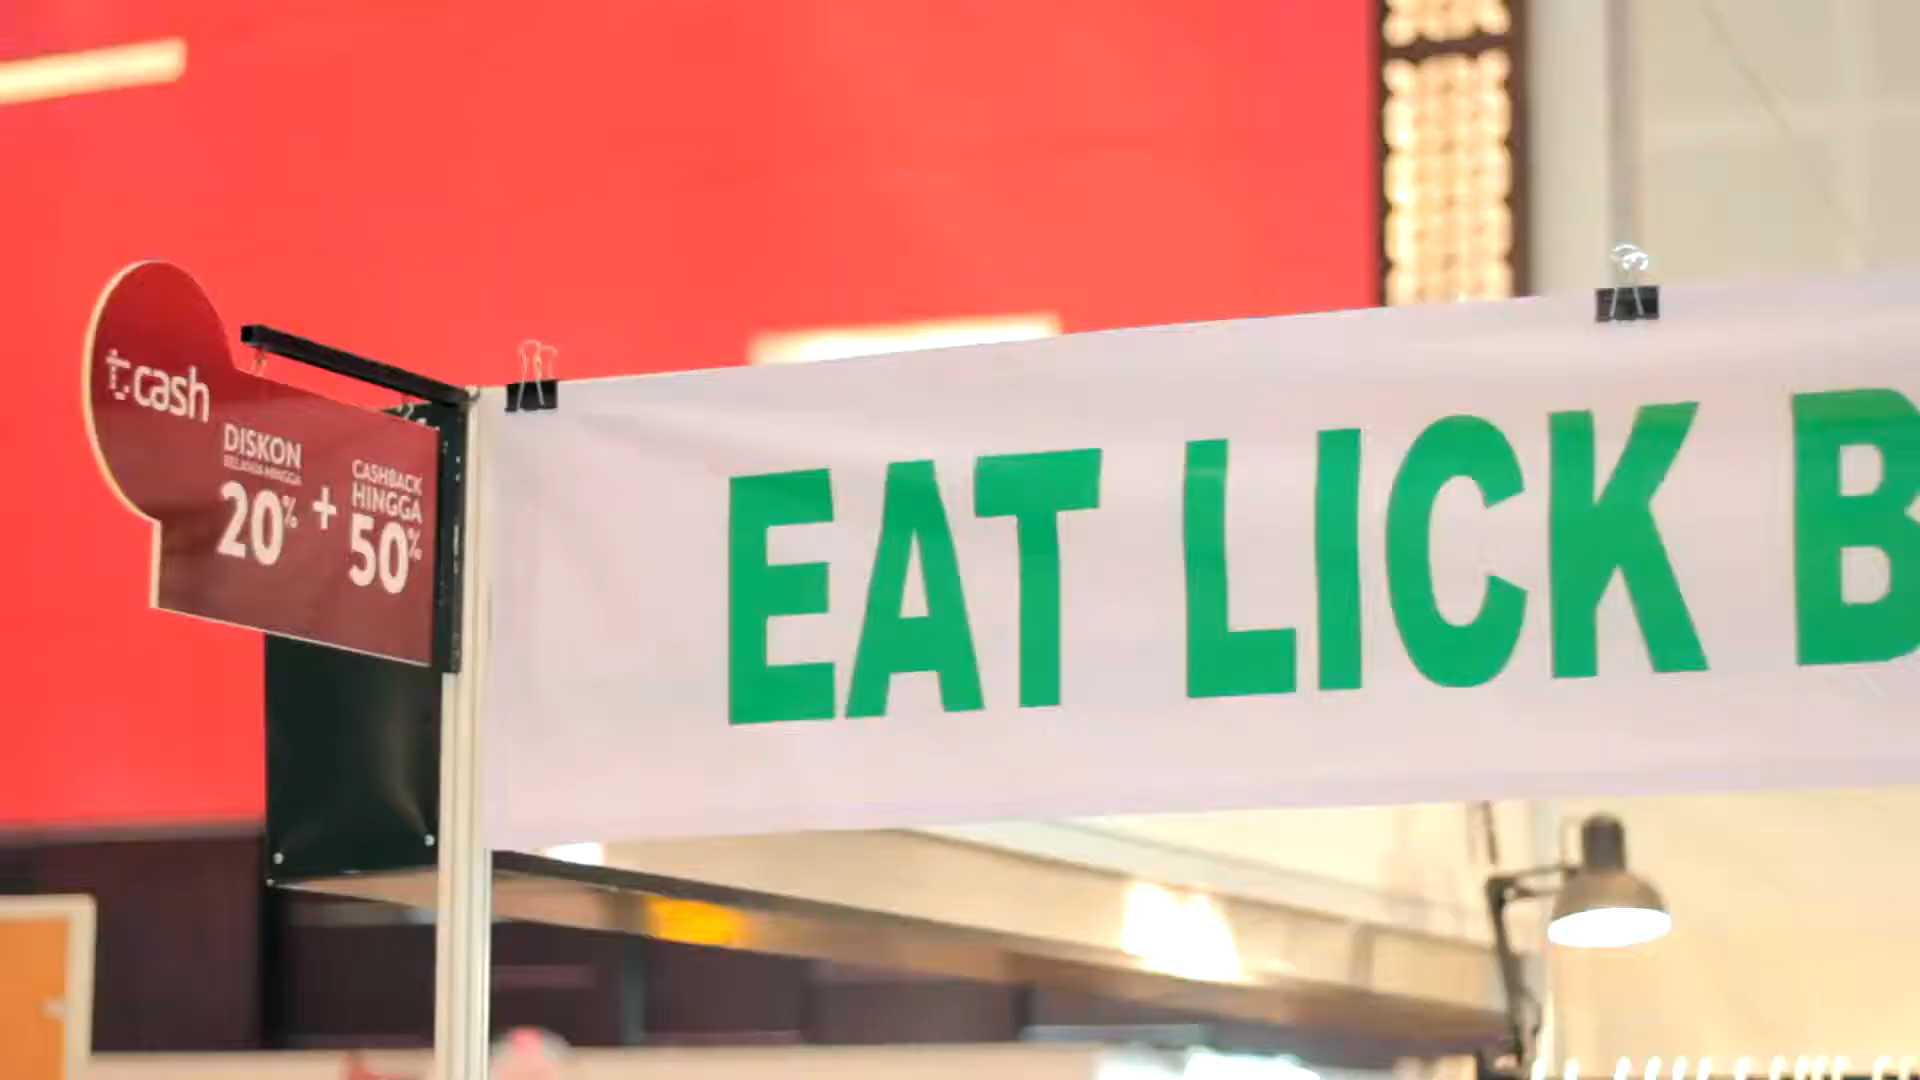 t cash
DISKON
BELANJA HINGGA
20%
+
CASHBACK
HINGGA
50%
EAT LICK B